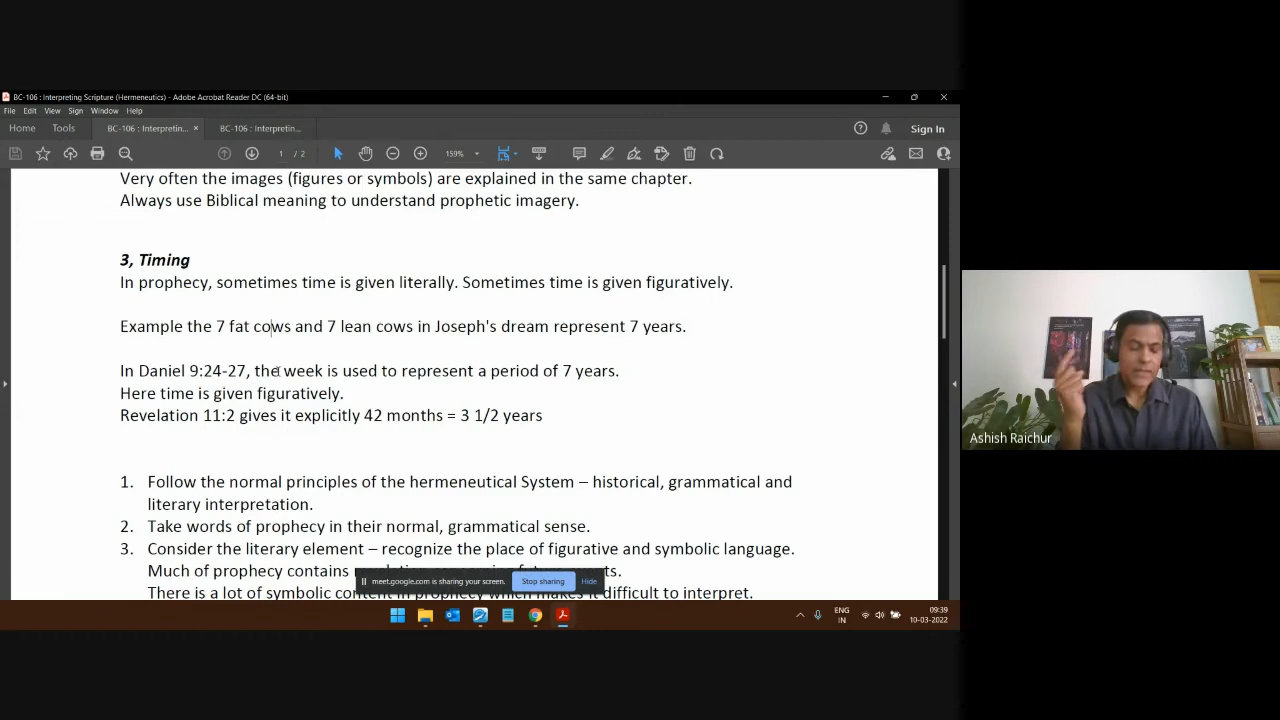 BC-106 : Interpreting Scripture (Hermeneutics) - Adobe Acrobat Reader DC (64-bit)
File Edit View Sign Window Help
Home Tools BC-106 : Interpretin... × BC-106 : Interpretin... Sign In
1 / 2 159%
Very often the images (figures or symbols) are explained in the same chapter.
Always use Biblical meaning to understand prophetic imagery.
3, Timing
In prophecy, sometimes time is given literally. Sometimes time is given figuratively.
Example the 7 fat cows and 7 lean cows in Joseph's dream represent 7 years.
In Daniel 9:24-27, the week is used to represent a period of 7 years.
Here time is given figuratively.
Revelation 11:2 gives it explicitly 42 months = 3 1/2 years
1. Follow the normal principles of the hermeneutical System – historical, grammatical and
literary interpretation.
2. Take words of prophecy in their normal, grammatical sense.
3. Consider the literary element – recognize the place of figurative and symbolic language.
Much of prophecy contains
meet.google.com is sharing your screen. Stop sharing Hide
There is a lot of symbolic content in prophecy which makes it difficult to interpret.
ENG
IN
09:39
10-03-2022
Ashish Raichur